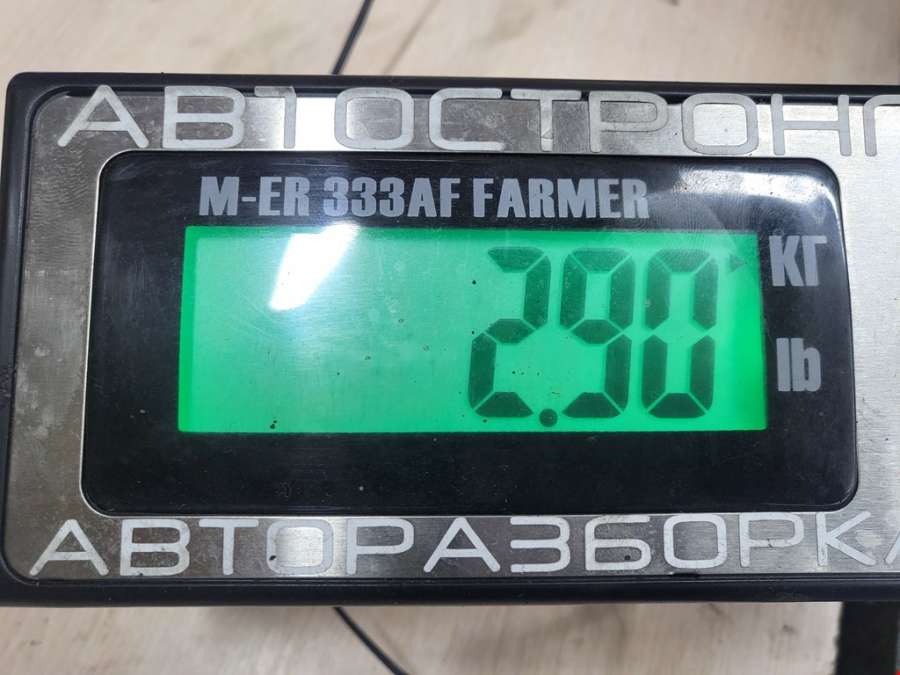 АВТОСТРОНГ
M-ER 333AF FARMER
2.90
КГ
lb
АВТОРАЗБОРКА